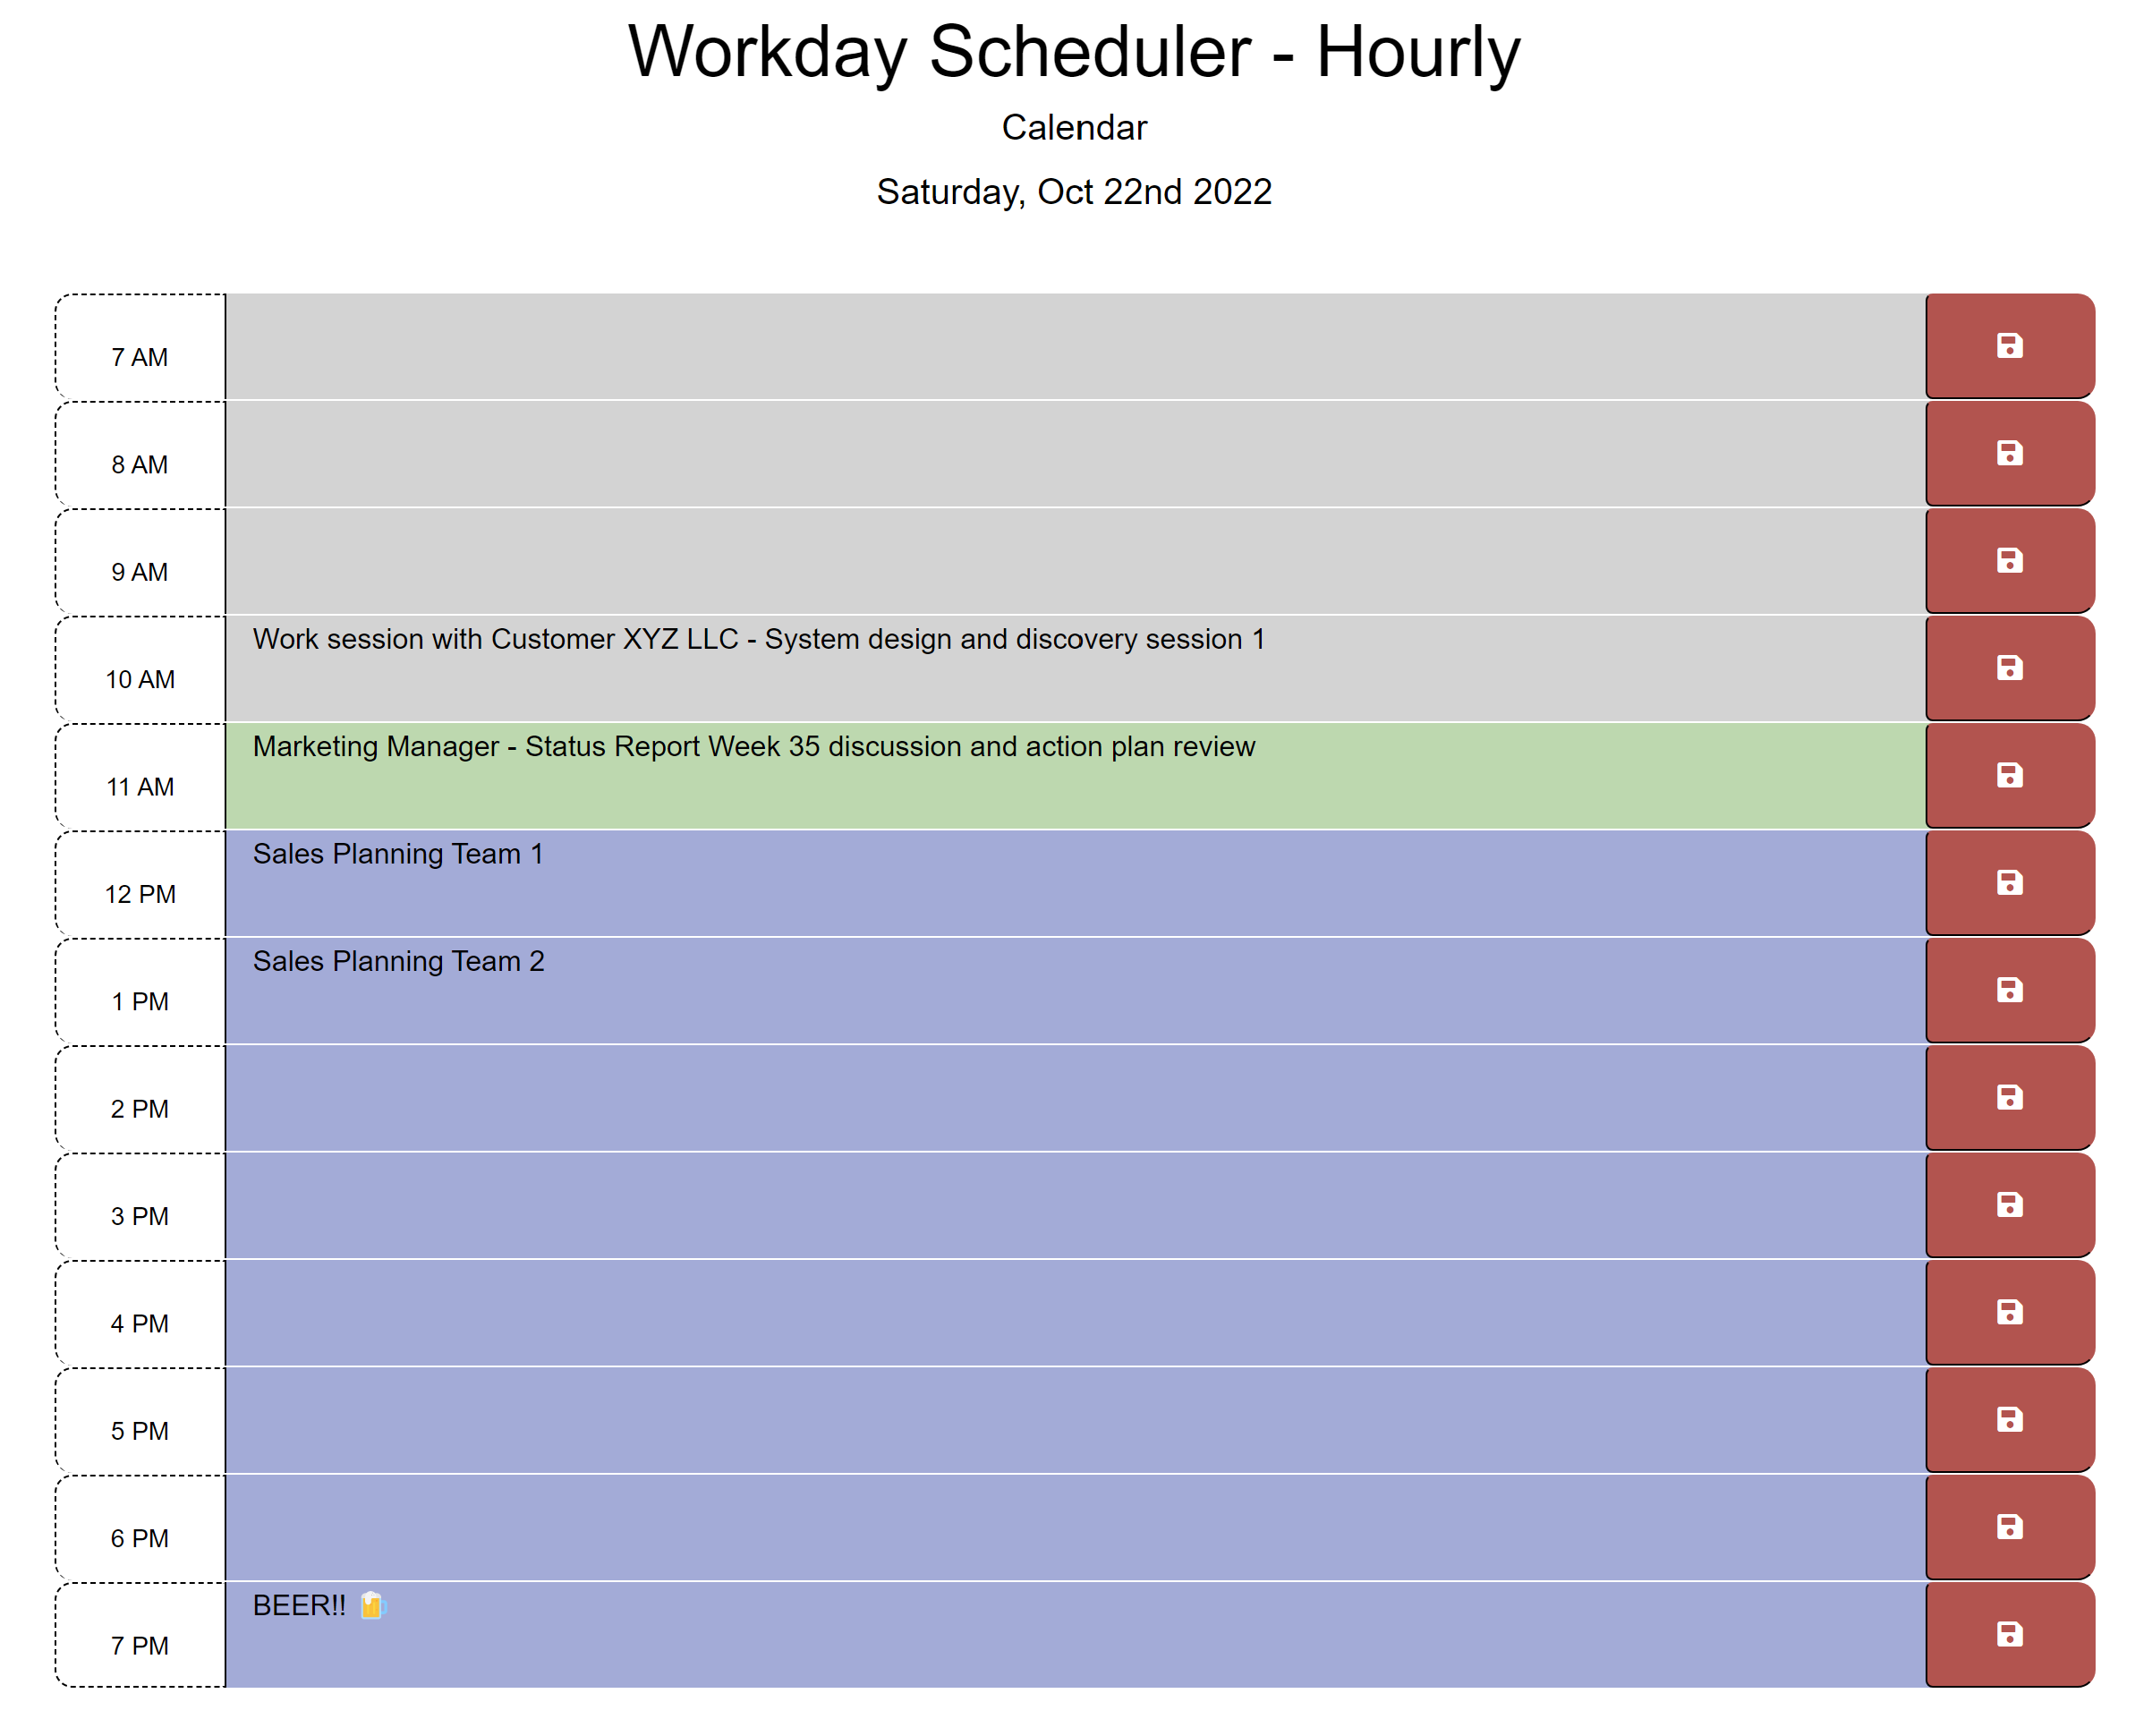 Workday Scheduler - Hourly
Calendar
Saturday, Oct 22nd 2022
7 AM
8 AM
9 AM
10 AM Work session with Customer XYZ LLC - System design and discovery session 1
11 AM Marketing Manager - Status Report Week 35 discussion and action plan review
12 PM Sales Planning Team 1
1 PM Sales Planning Team 2
2 PM
3 PM
4 PM
5 PM
6 PM
7 PM BEER!! 🍺